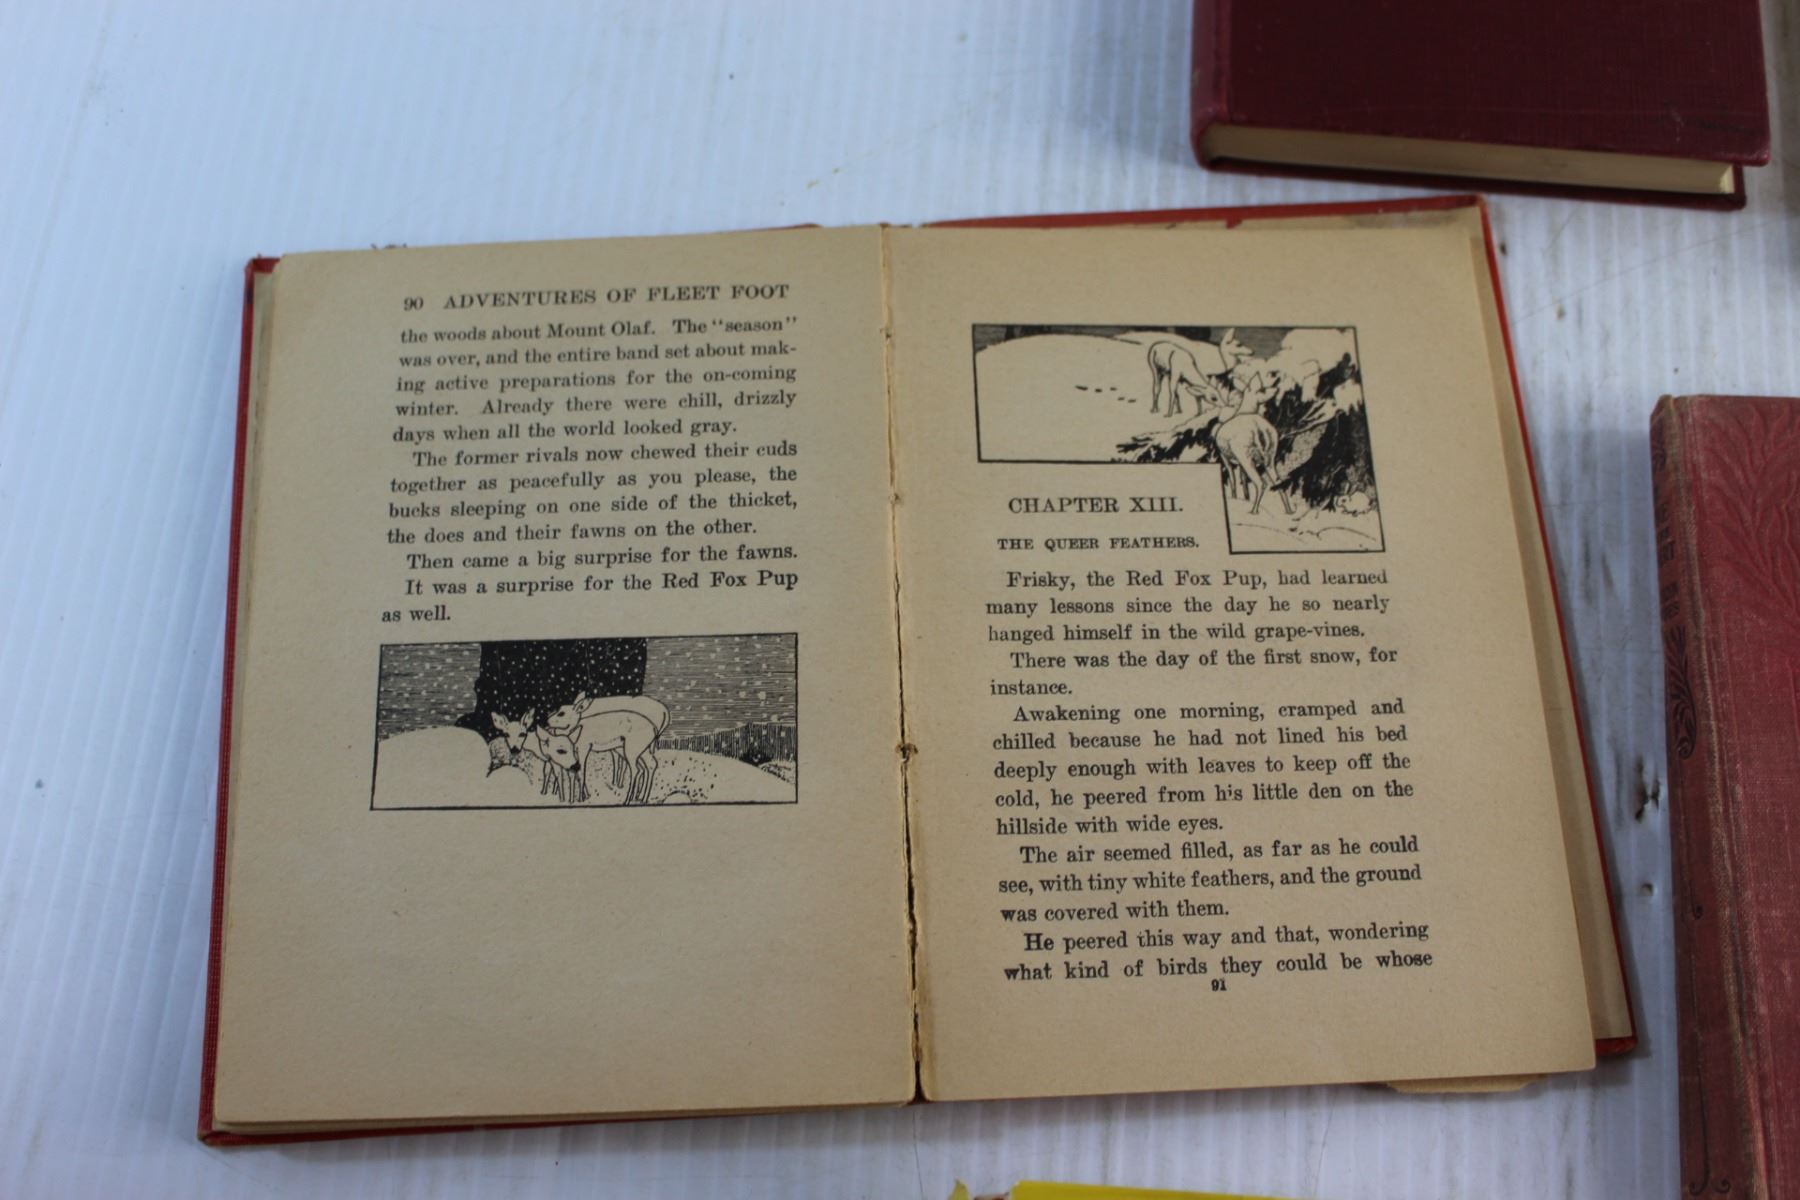 90 ADVENTURES OF FLEET FOOT
the woods about Mount Olaf. The "season"
was over, and the entire band set about mak-
ing active preparations for the on-coming
winter. Already there were chill, drizzly
days when all the world looked gray.
The former rivals now chewed their cuds
together as peacefully as you please, the
bucks sleeping on one side of the thicket,
the does and their fawns on the other.
Then came a big surprise for the fawns.
It was a surprise for the Red Fox Pup
as well.
CHAPTER XIII.
THE QUEER FEATHERS.
Frisky, the Red Fox Pup, had learned
many lessons since the day he so nearly
hanged himself in the wild grape-vines.
There was the day of the first snow, for
instance.
Awakening one morning, cramped and
chilled because he had not lined his bed
deeply enough with leaves to keep off the
cold, he peered from his little den on the
hillside with wide eyes.
The air seemed filled, as far as he could
see, with tiny white feathers, and the ground
was covered with them.
He peered this way and that, wondering
what kind of birds they could be whose
91